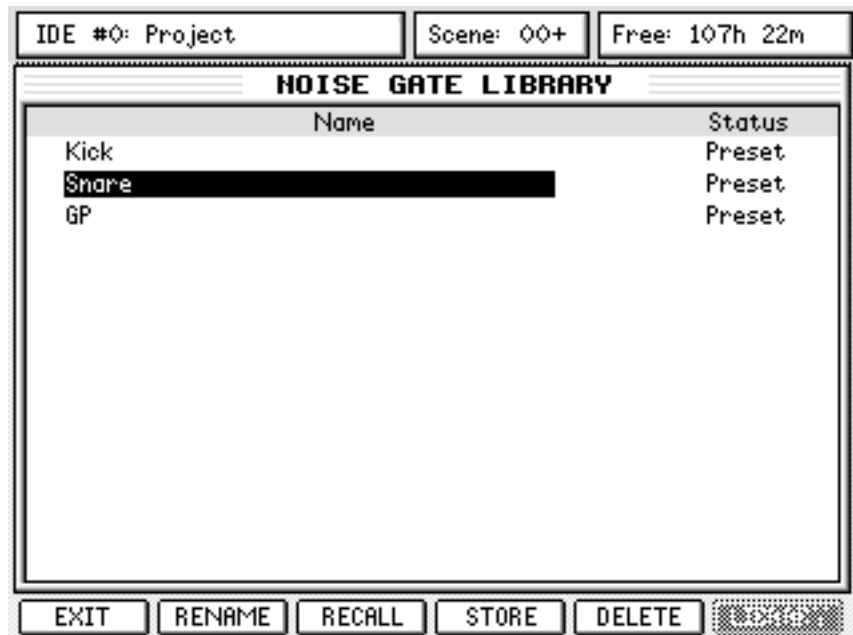 IDE #0: Project Scene: 00+ Free: 107h 22m
NOISE GATE LIBRARY
Name Status
Kick Preset
Snare Preset
GP Preset
EXIT RENAME RECALL STORE DELETE